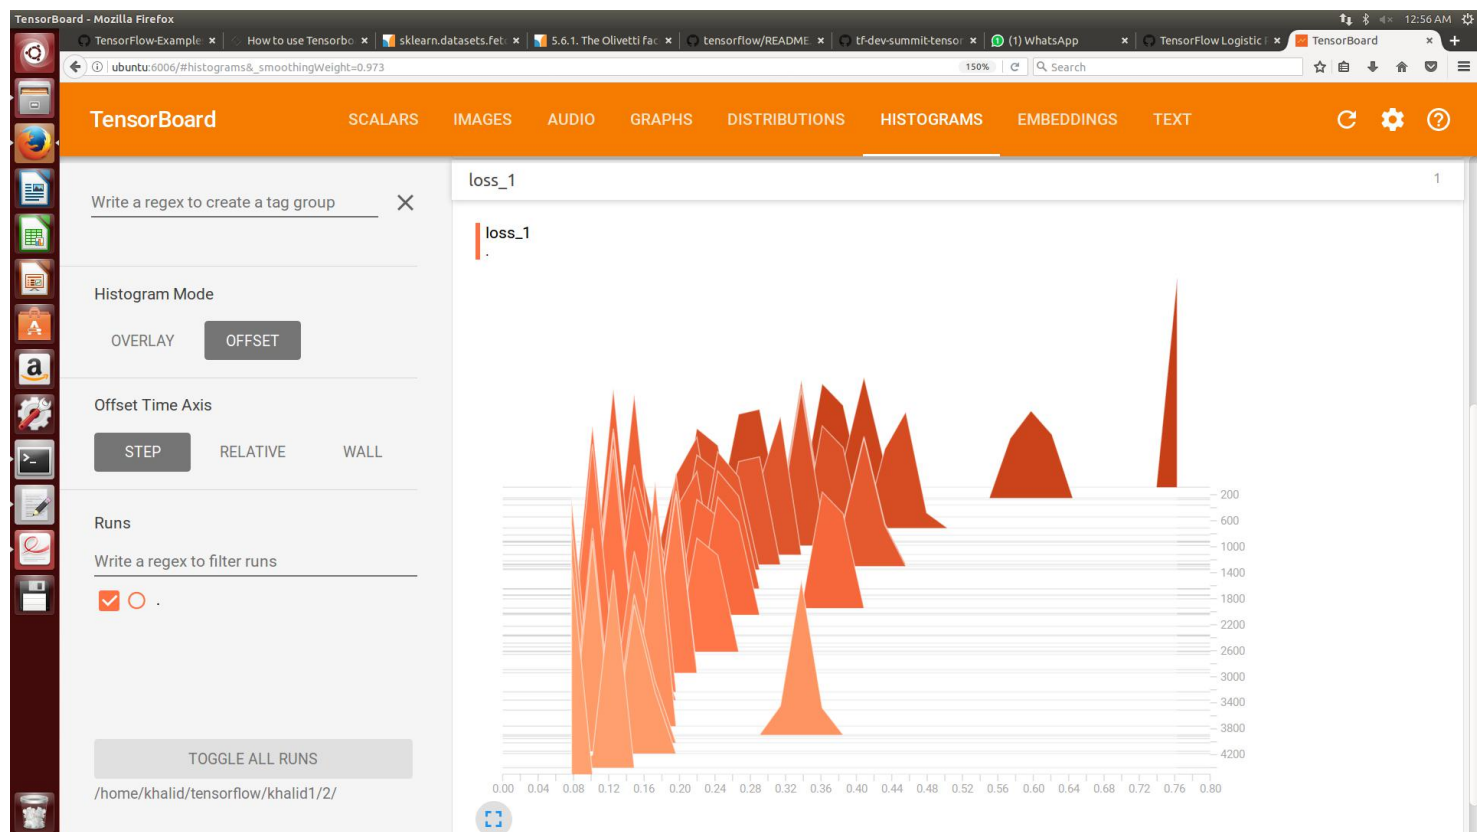 TensorBoard - Mozilla Firefox
12:56 AM
TensorFlow-Example
How to use Tensorbo
sklearn.datasets.fetc
5.6.1. The Olivetti fac
tensorflow/README.
tf-dev-summit-tensor
(1) WhatsApp
TensorFlow Logistic
TensorBoard
ubuntu:6006/#histograms&_smoothingWeight=0.973
150%
Search
TensorBoard
SCALARS
IMAGES
AUDIO
GRAPHS
DISTRIBUTIONS
HISTOGRAMS
EMBEDDINGS
TEXT
Write a regex to create a tag group
Histogram Mode
OVERLAY
OFFSET
Offset Time Axis
STEP
RELATIVE
WALL
Runs
Write a regex to filter runs
.
TOGGLE ALL RUNS
/home/khalid/tensorflow/khalid1/2/
loss_1
1
loss_1
.
200
600
1000
1400
1800
2200
2600
3000
3400
3800
4200
0.00 0.04 0.08 0.12 0.16 0.20 0.24 0.28 0.32 0.36 0.40 0.44 0.48 0.52 0.56 0.60 0.64 0.68 0.72 0.76 0.80